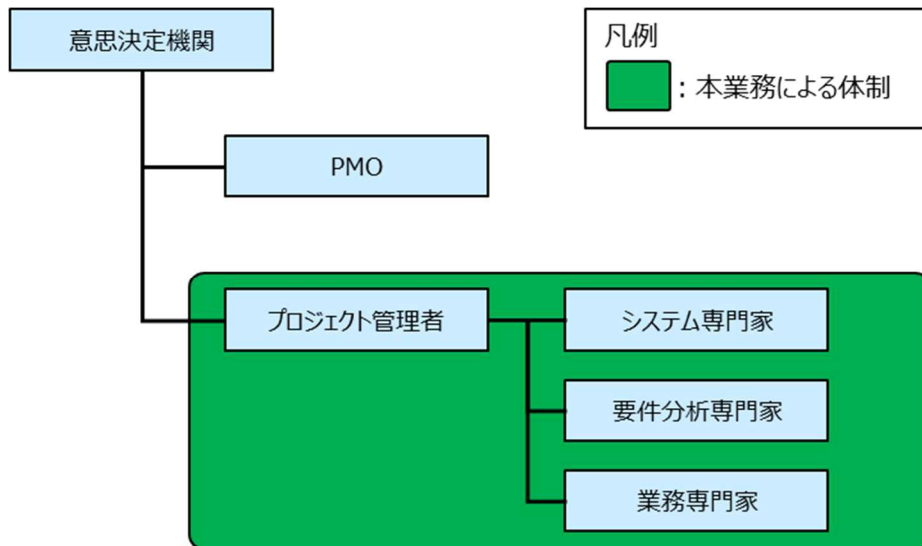 意思決定機関
凡例
：本業務による体制
PMO
プロジェクト管理者
システム専門家
要件分析専門家
業務専門家